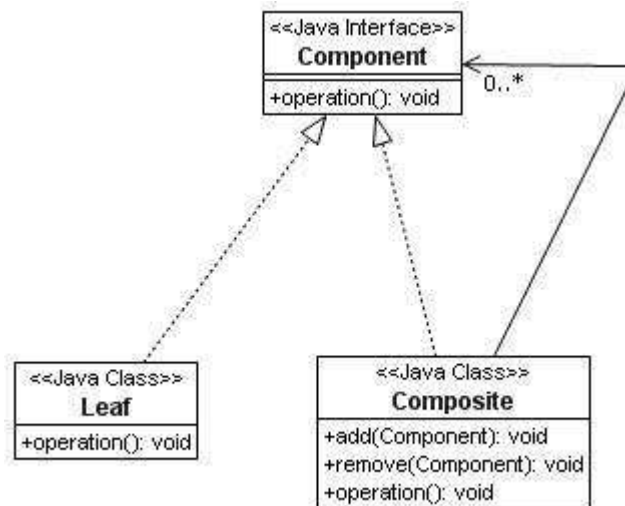 <<Java Interface>>
Component
+operation(): void
0..*
<<Java Class>>
Leaf
+operation(): void
<<Java Class>>
Composite
+add(Component): void
+remove(Component): void
+operation(): void